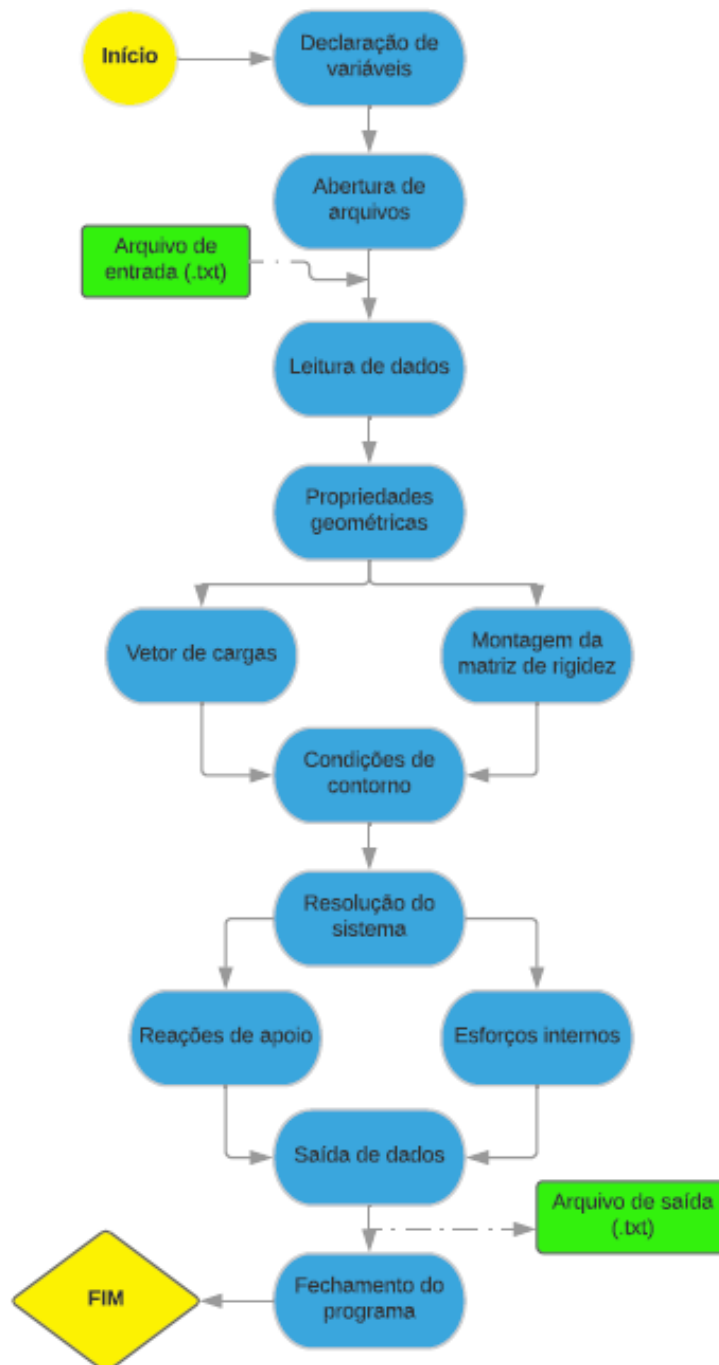 Início
Declaração de
variáveis
Abertura de
arquivos
Arquivo de
entrada (.txt)
Leitura de dados
Propriedades
geométricas
Vetor de cargas
Montagem da
matriz de rigidez
Condições de
contorno
Resolução do
sistema
Reações de apoio
Esforços internos
Saída de dados
Arquivo de saída
(.txt)
Fechamento do
programa
FIM